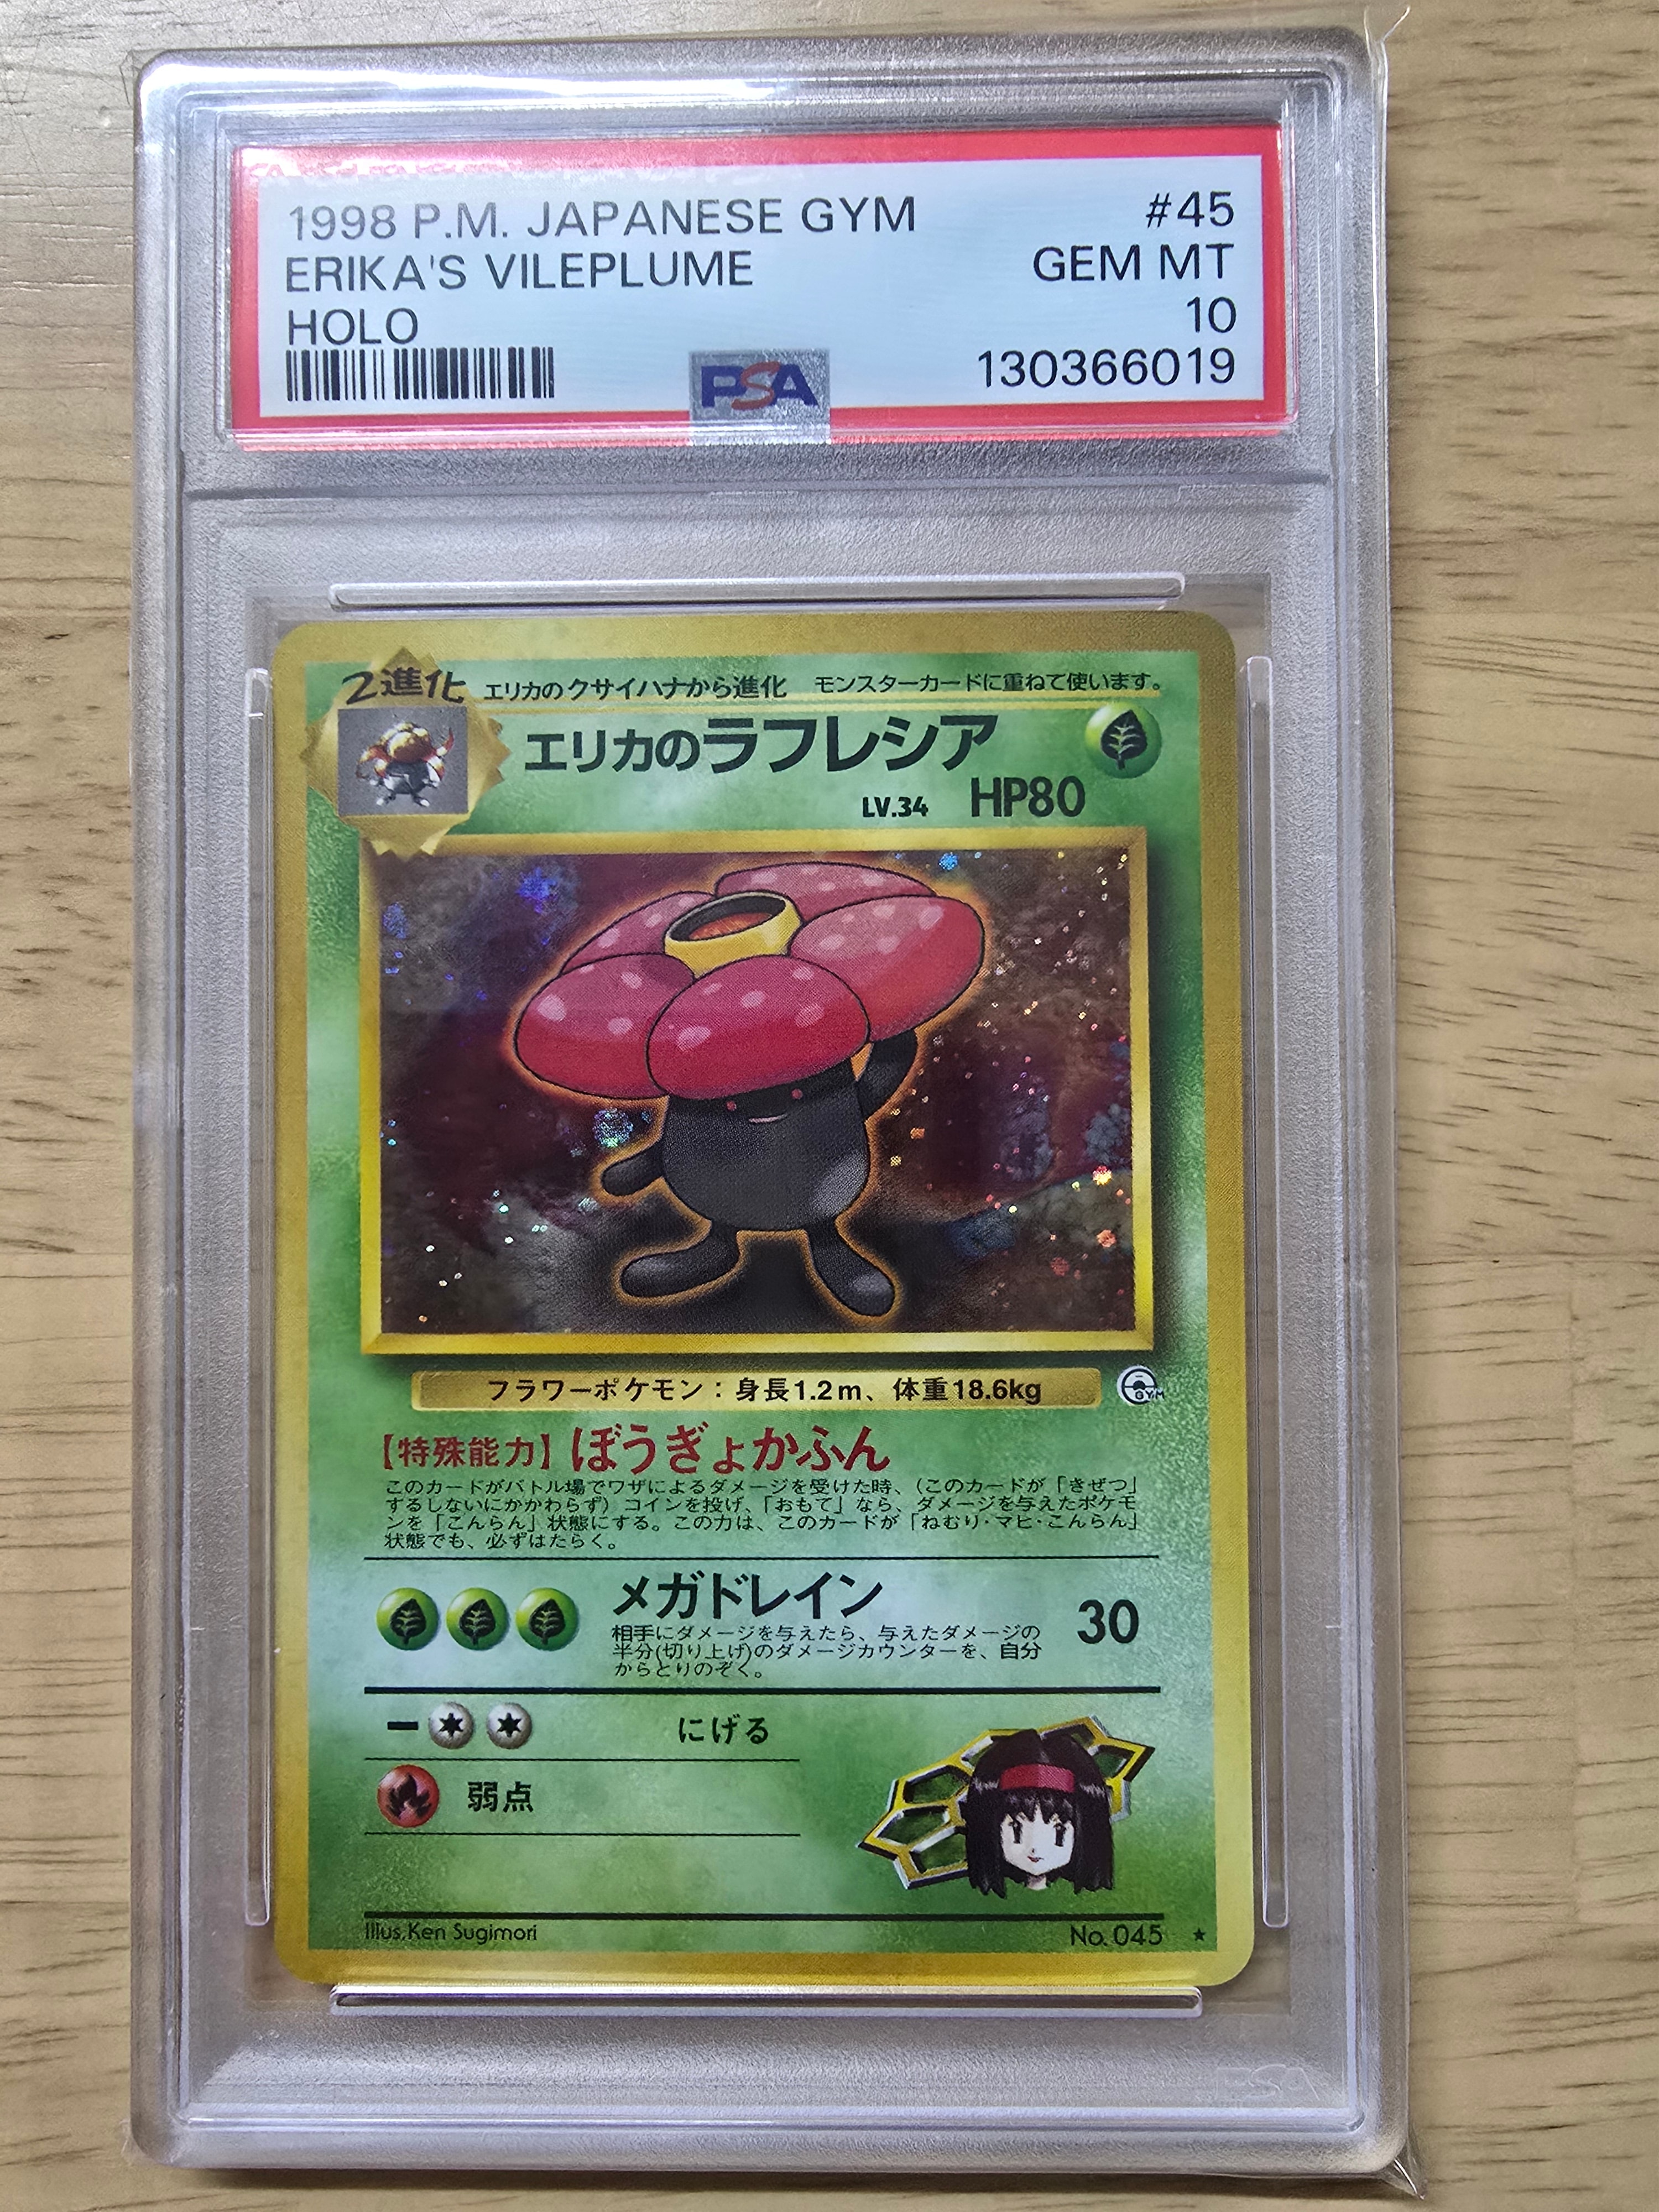 1998 P.M. JAPANESE GYM #45
ERIKA'S VILEPLUME GEM MT
HOLO 10
PSA 130366019
2進化 エリカのクサイハナから進化 モンスターカードに重ねて使います。
エリカのラフレシア
LV.34 HP80
フラワーポケモン:身長1.2m、体重18.6kg
GYM
【特殊能力】ぼうぎょかふん
このカードがバトル場でワザによるダメージを受けた時、(このカードが「きぜつ」
するしないにかかわらず)コインを投げ、「おもて」なら、ダメージを与えたポケモ
ンを「こんらん」状態にする。この力は、このカードが「ねむり・マヒ・こんらん」
状態でも、必ずはたらく。
メガドレイン 30
相手にダメージを与えたら、与えたダメージの
半分(切り上げ)のダメージカウンターを、自分
からとりのぞく。
ー にげる
弱点
Illus.Ken Sugimori No.045 ★
PSA